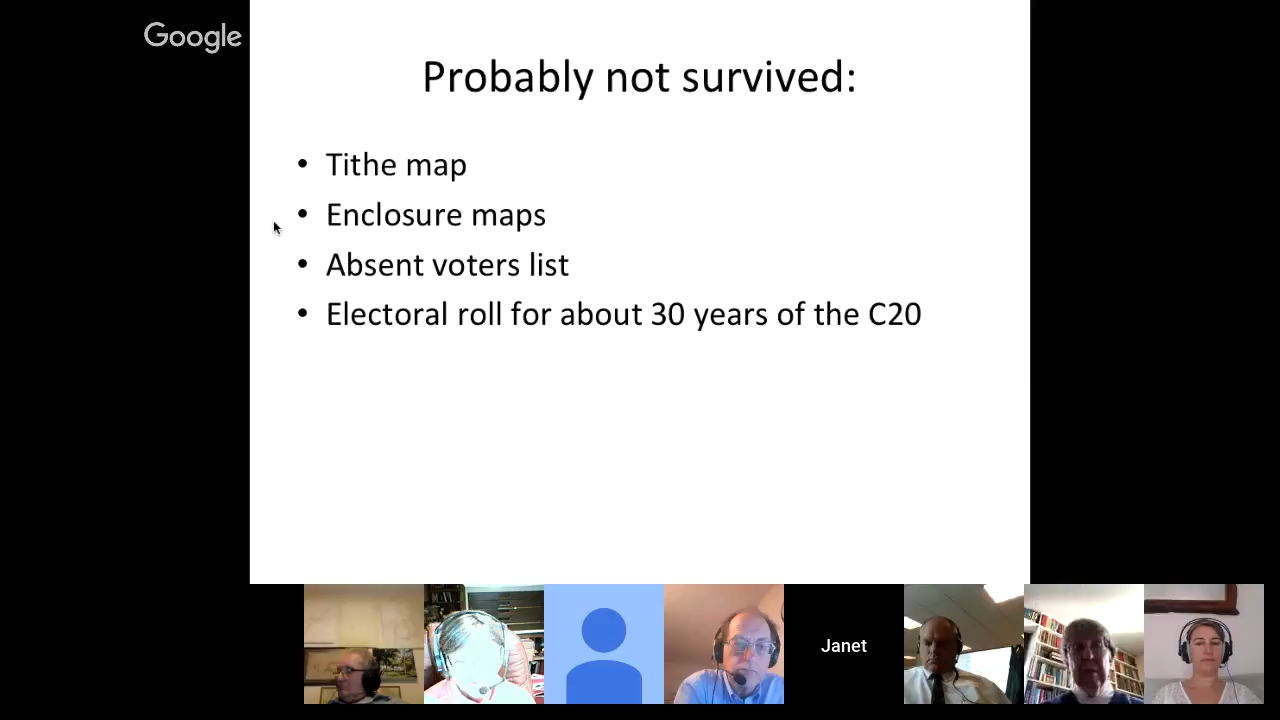 Google
Probably not survived:
• Tithe map
• Enclosure maps
• Absent voters list
• Electoral roll for about 30 years of the C20
Janet